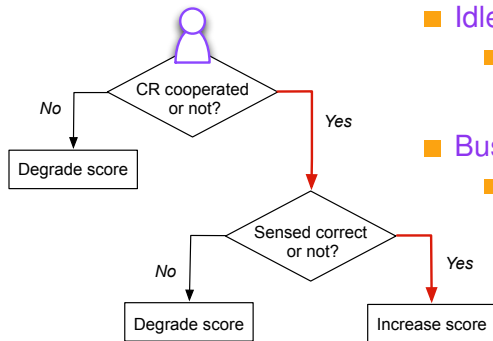 Idle
CR cooperated
or not?
No
Yes
Degrade score
Bus
Sensed correct
or not?
No
Yes
Degrade score
Increase score